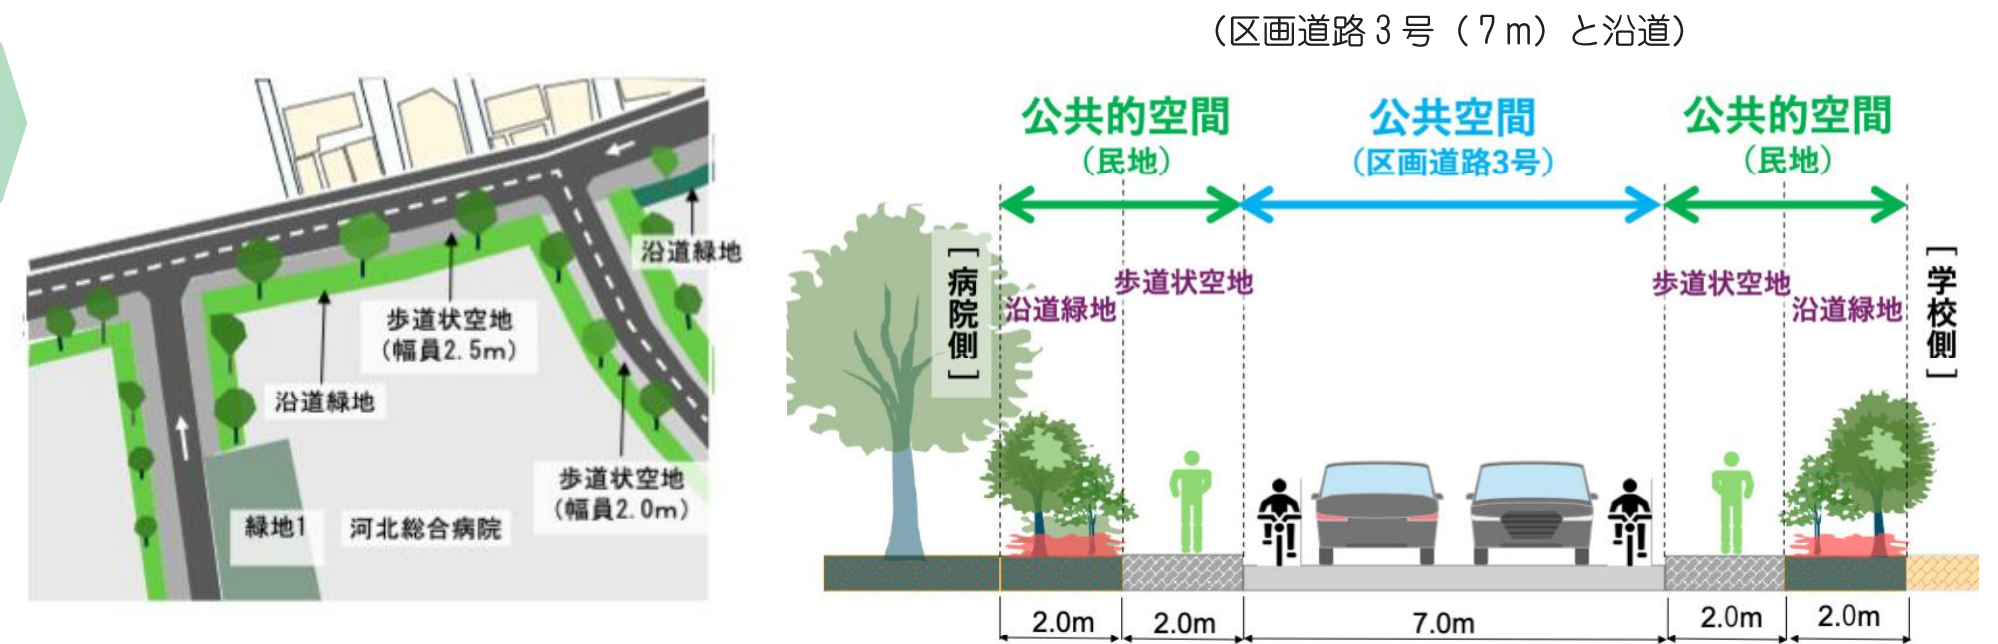 （区画道路３号（７ｍ）と沿道）
沿道緑地
歩道状空地
（幅員2.5m）
沿道緑地
歩道状空地
（幅員2.0m）
緑地1
河北総合病院
公共的空間
（民地）
公共空間
（区画道路3号）
公共的空間
（民地）
［病院側］
沿道緑地
歩道状空地
歩道状空地
沿道緑地
［学校側］
2.0m
2.0m
7.0m
2.0m
2.0m